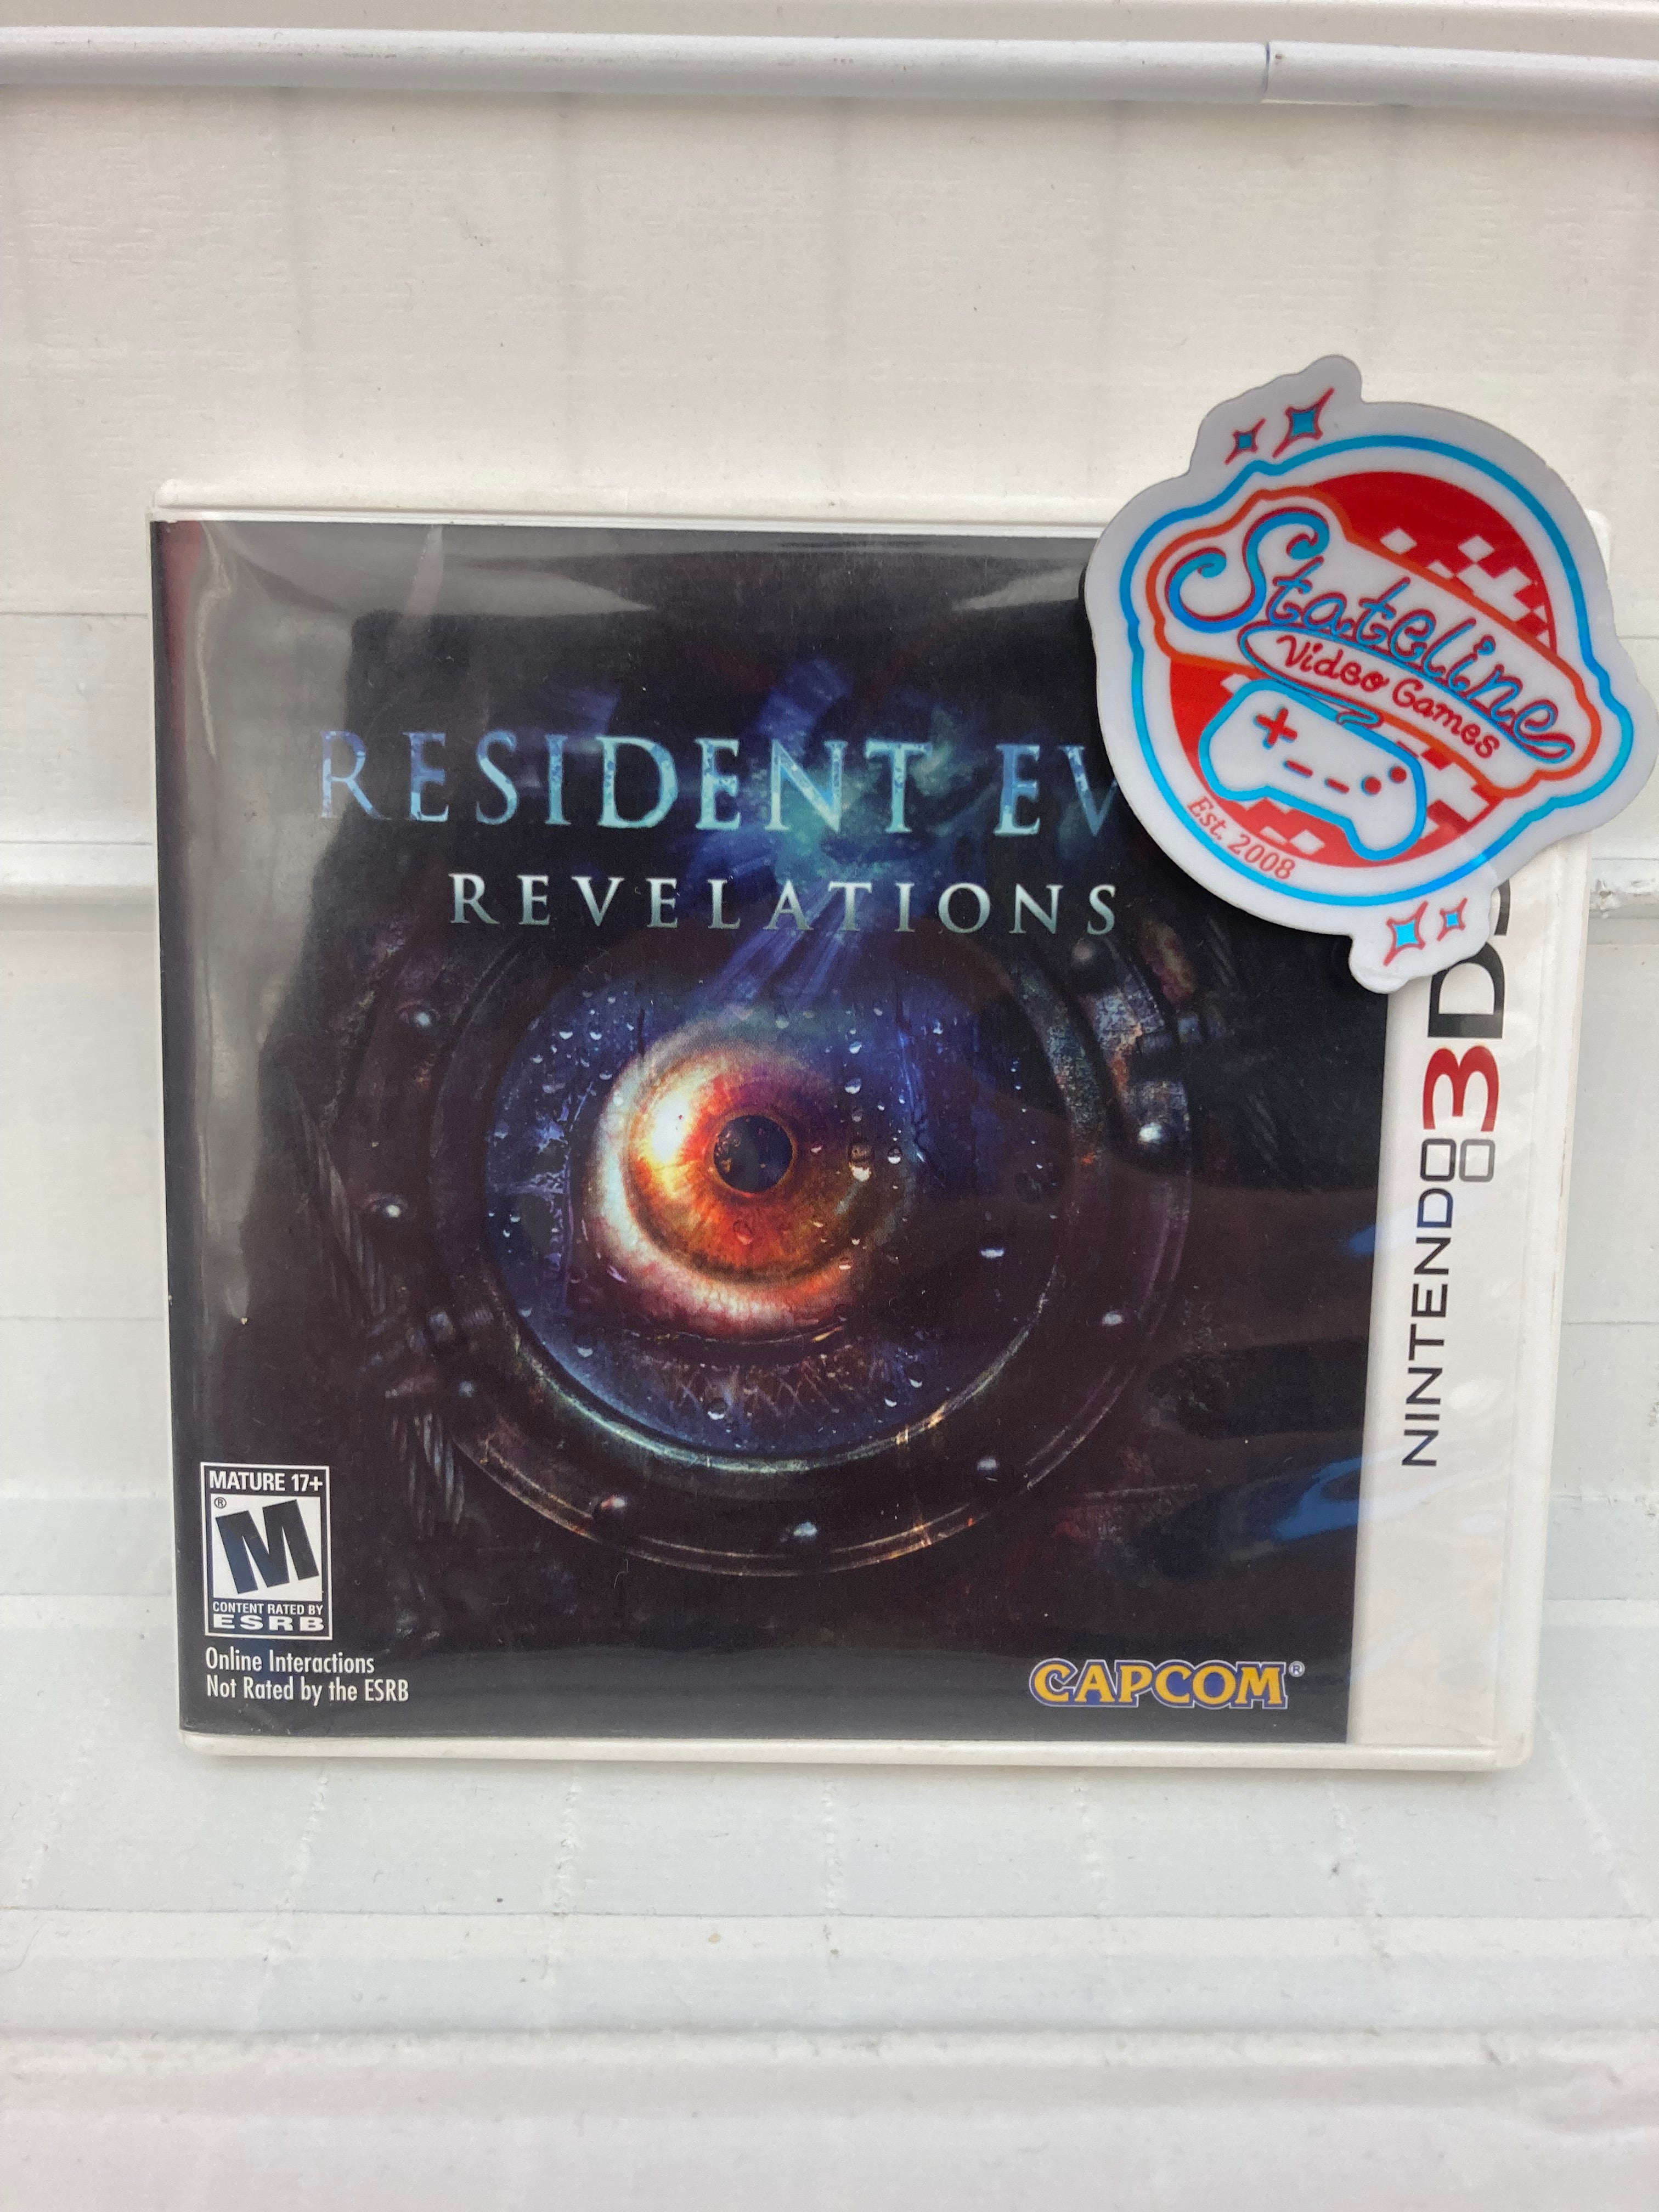 RESIDENT EV
REVELATIONS
Stateline
Video Games
Est. 2008
NINTENDO 3DS
MATURE 17+
M
®
CONTENT RATED BY
ESRB
Online Interactions
Not Rated by the ESRB
CAPCOM®